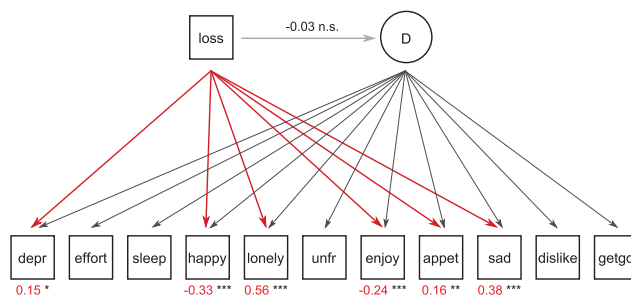 -0.03 n.s.
loss D
depr effort sleep happy lonely unfr enjoy appet sad dislike getgo
0.15 * -0.33 *** 0.56 *** -0.24 *** 0.16 ** 0.38 ***